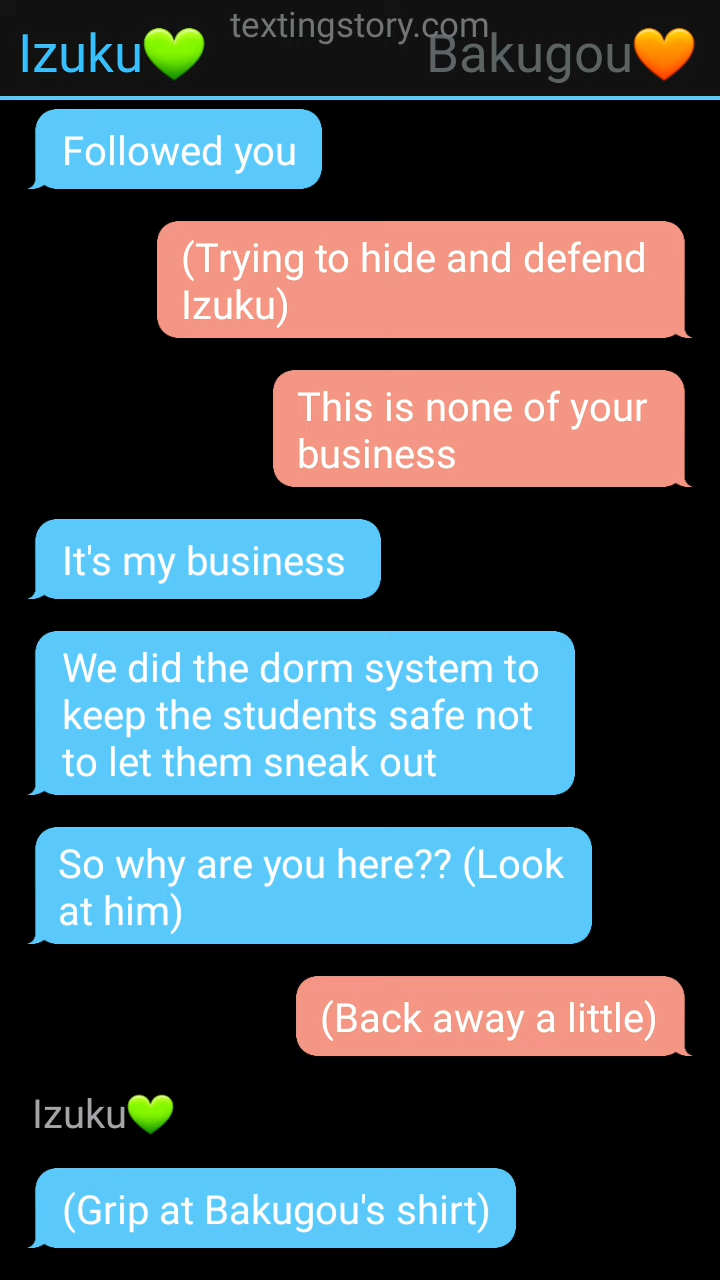 textingstory.com
Izuku💚 Bakugou🧡
Followed you
(Trying to hide and defend
Izuku)
This is none of your
business
It's my business
We did the dorm system to
keep the students safe not
to let them sneak out
So why are you here?? (Look
at him)
(Back away a little)
Izuku💚
(Grip at Bakugou's shirt)